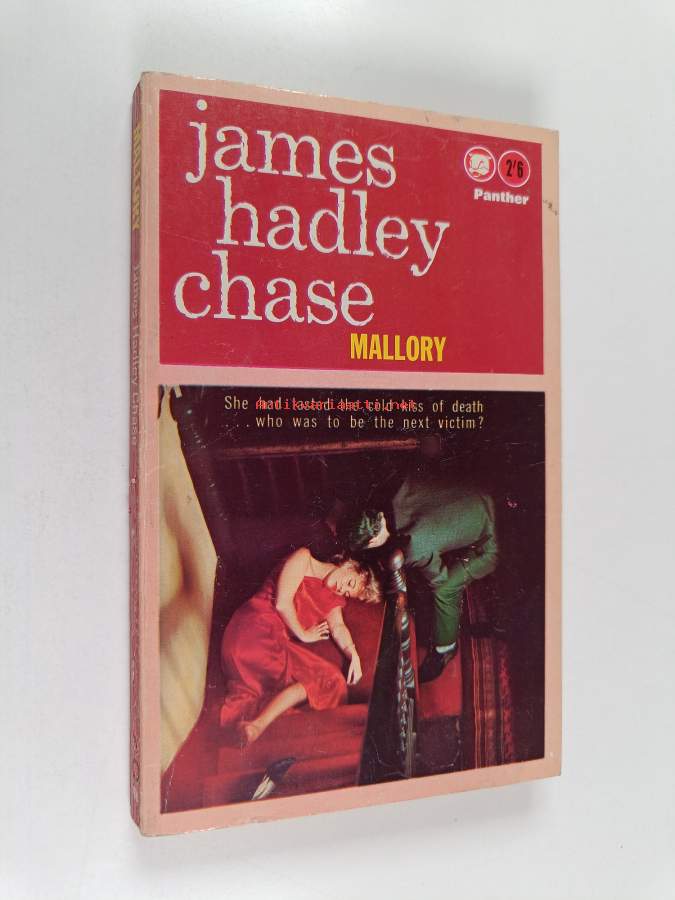 james
hadley
chase
2'6
Panther
MALLORY
She had tasted the cold kiss of death
....who was to be the next victim?
MALLORY
James Hadley Chase